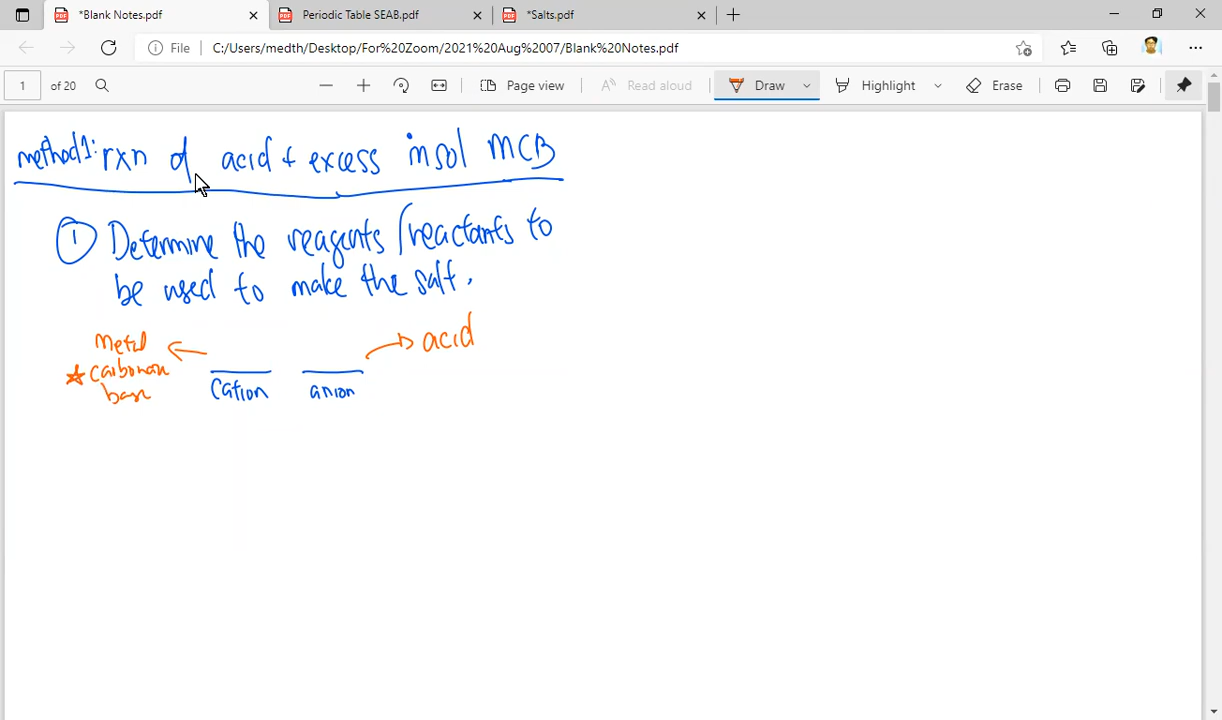 *Blank Notes.pdf
Periodic Table SEAB.pdf
*Salts.pdf
File
C:/Users/medth/Desktop/For%20Zoom/2021%20Aug%2007/Blank%20Notes.pdf
1 of 20
Page view
Read aloud
Draw
Highlight
Erase
method1: rxn of acid + excess insol MCB
① Determine the reagents/reactants to
be used to make the salt.
Metal
acid
★ carbonate
base
cation anion